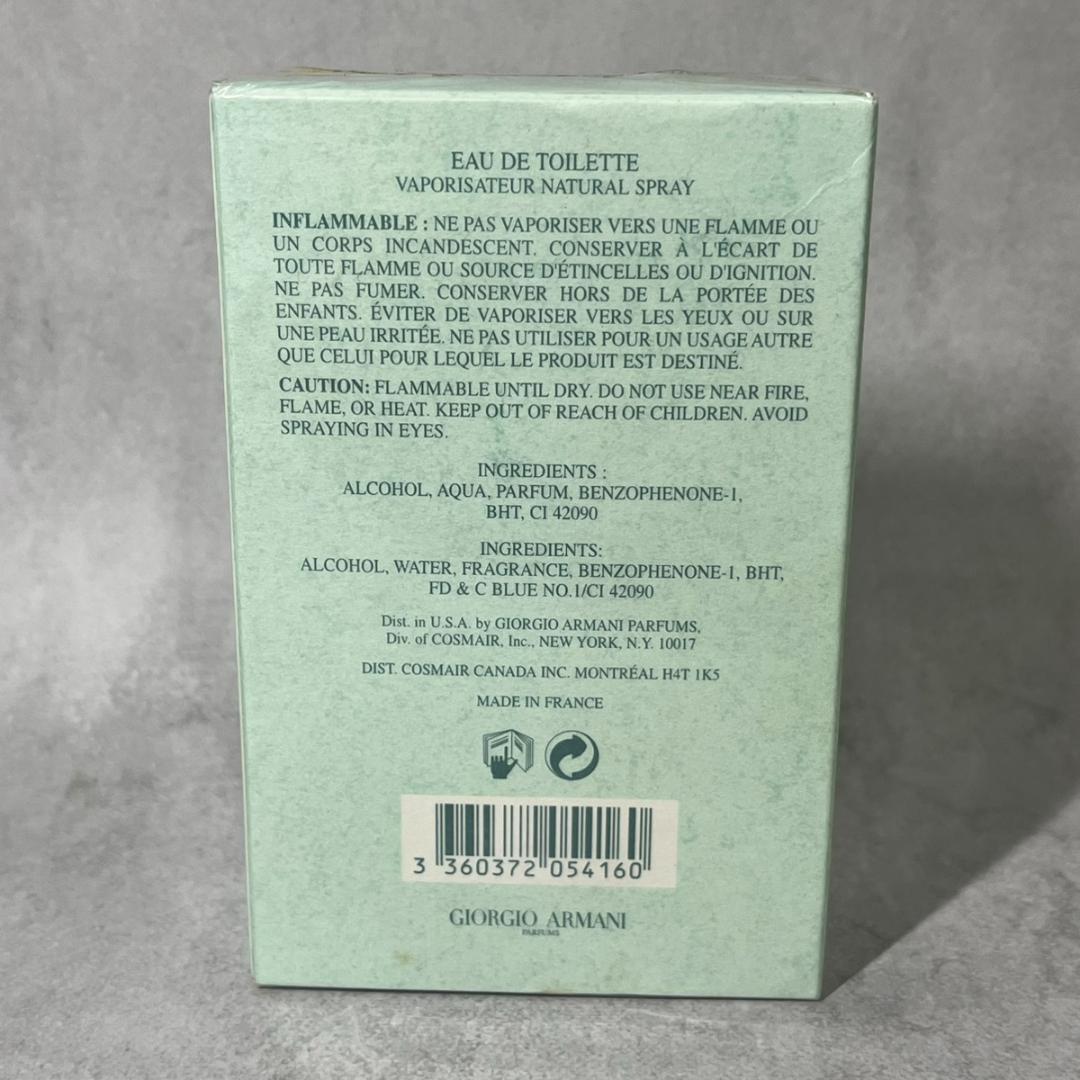 EAU DE TOILETTE
VAPORISATEUR NATURAL SPRAY
INFLAMMABLE : NE PAS VAPORISER VERS UNE FLAMME OU
UN CORPS INCANDESCENT. CONSERVER À L'ÉCART DE
TOUTE FLAMME OU SOURCE D'ÉTINCELLES OU D'IGNITION.
NE PAS FUMER. CONSERVER HORS DE LA PORTÉE DES
ENFANTS. ÉVITER DE VAPORISER VERS LES YEUX OU SUR
UNE PEAU IRRITÉE. NE PAS UTILISER POUR UN USAGE AUTRE
QUE CELUI POUR LEQUEL LE PRODUIT EST DESTINÉ.
CAUTION: FLAMMABLE UNTIL DRY. DO NOT USE NEAR FIRE,
FLAME, OR HEAT. KEEP OUT OF REACH OF CHILDREN. AVOID
SPRAYING IN EYES.
INGREDIENTS :
ALCOHOL, AQUA, PARFUM, BENZOPHENONE-1,
BHT, CI 42090
INGREDIENTS:
ALCOHOL, WATER, FRAGRANCE, BENZOPHENONE-1, BHT,
FD & C BLUE NO.1/CI 42090
Dist. in U.S.A. by GIORGIO ARMANI PARFUMS,
Div. of COSMAIR, Inc., NEW YORK, N.Y. 10017
DIST. COSMAIR CANADA INC. MONTRÉAL H4T 1K5
MADE IN FRANCE
3 360372 054160
GIORGIO ARMANI
PARFUMS